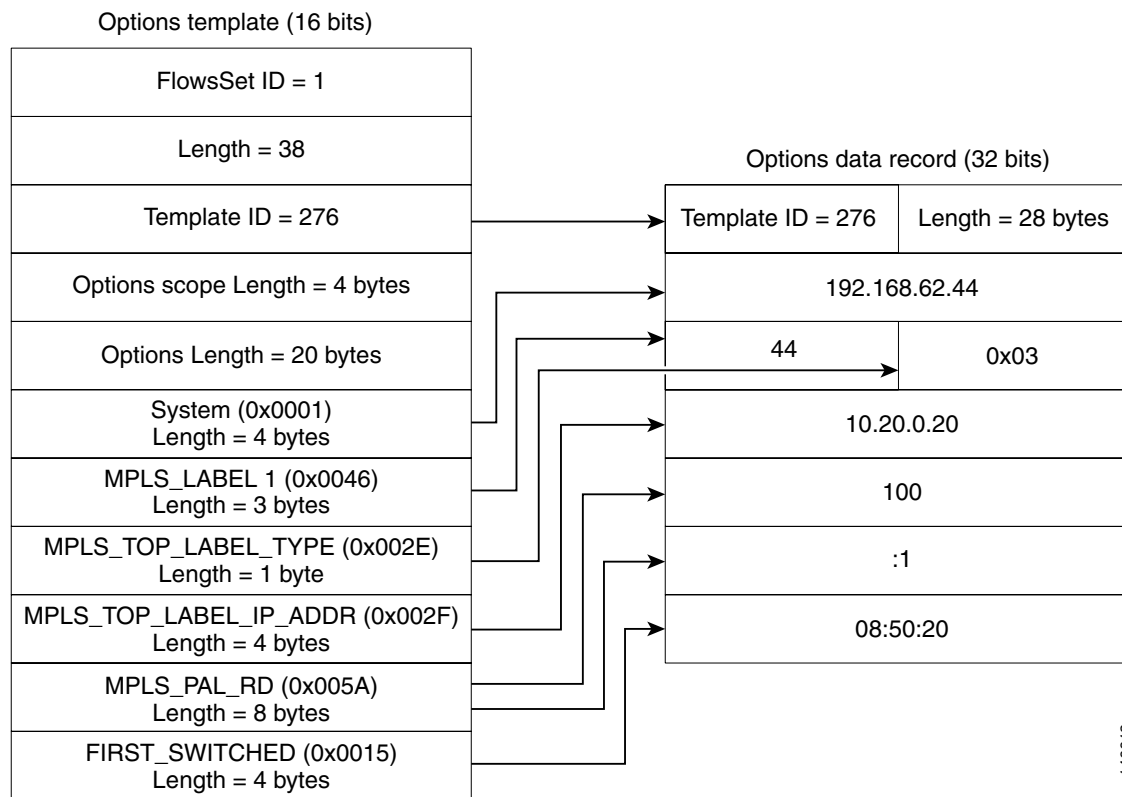 Options template (16 bits)
FlowsSet ID = 1
Length = 38
Template ID = 276
Options scope Length = 4 bytes
Options Length = 20 bytes
System (0x0001)
Length = 4 bytes
MPLS_LABEL 1 (0x0046)
Length = 3 bytes
MPLS_TOP_LABEL_TYPE (0x002E)
Length = 1 byte
MPLS_TOP_LABEL_IP_ADDR (0x002F)
Length = 4 bytes
MPLS_PAL_RD (0x005A)
Length = 8 bytes
FIRST_SWITCHED (0x0015)
Length = 4 bytes
Options data record (32 bits)
Template ID = 276
Length = 28 bytes
192.168.62.44
44
0x03
10.20.0.20
100
:1
08:50:20